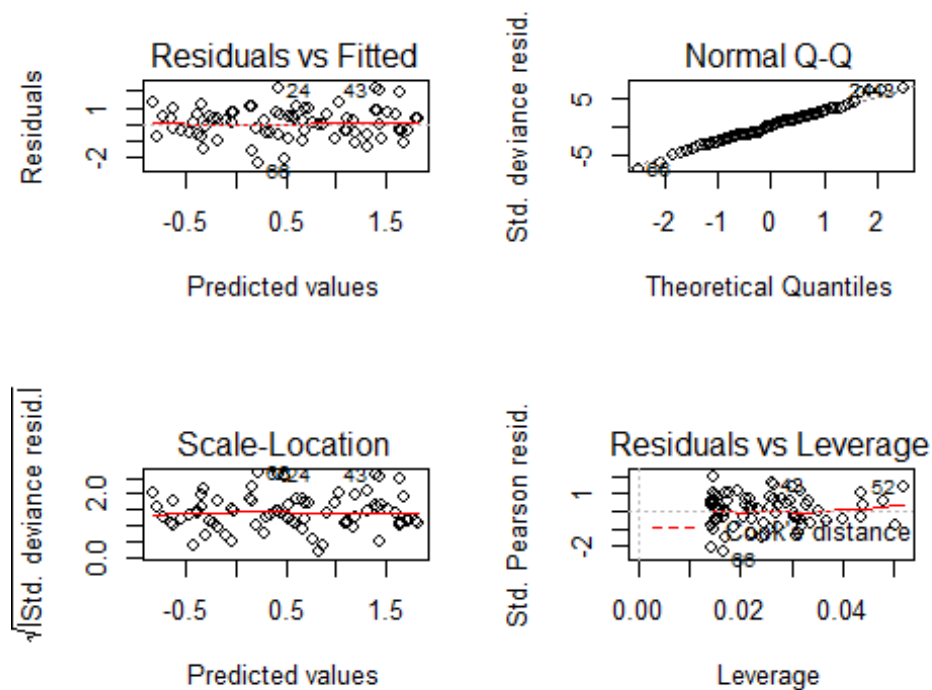 Residuals vs Fitted
Residuals
1
-2
24
43
66
-0.5
0.5
1.5
Predicted values
Normal Q-Q
Std. deviance resid.
5
-5
43
66
-2
-1
0
1
2
Theoretical Quantiles
Scale-Location
√|Std. deviance resid.|
2.0
0.0
24
43
-0.5
0.5
1.5
Predicted values
Residuals vs Leverage
Std. Pearson resid.
1
-2
43
52
66
Cook's distance
0.00
0.02
0.04
Leverage